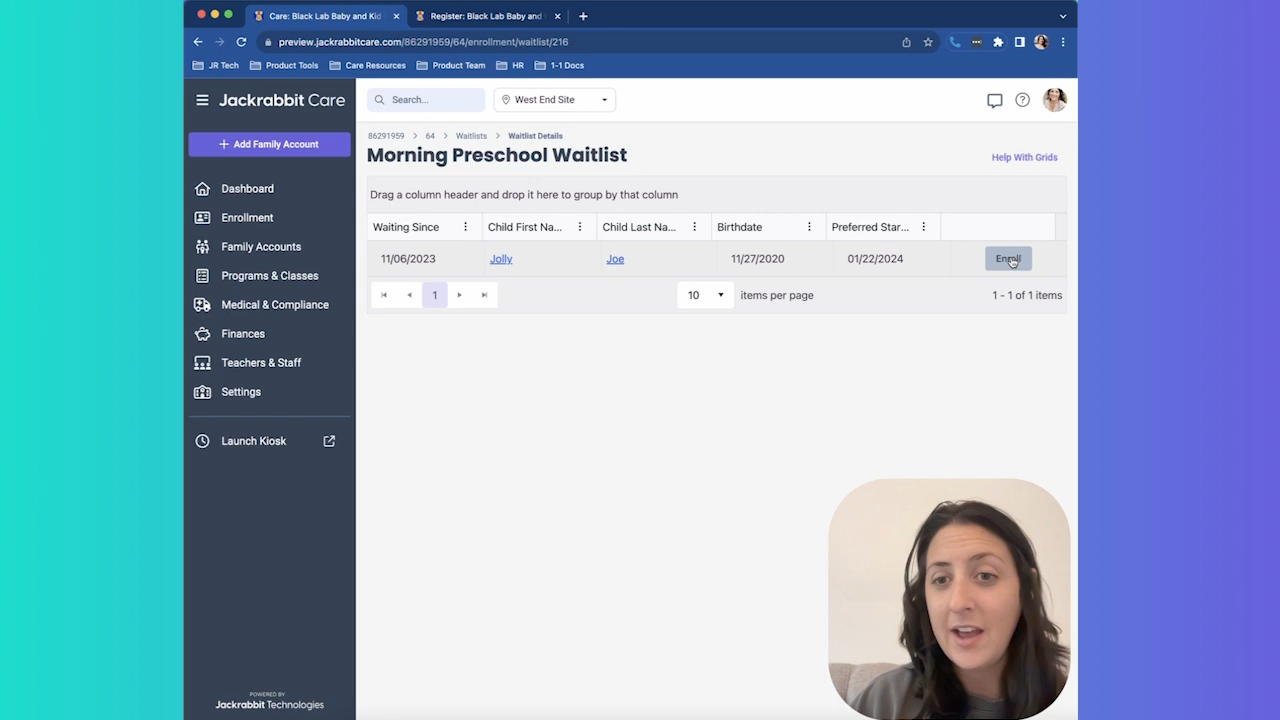 Care: Black Lab Baby and Kid
Register: Black Lab Baby and
preview.jackrabbitcare.com/86291959/64/enrollment/waitlist/216
JR Tech
Product Tools
Care Resources
Product Team
HR
1-1 Docs
Jackrabbit Care
Search...
West End Site
+ Add Family Account
86291959 > 64 > Waitlists > Waitlist Details
Morning Preschool Waitlist
Help With Grids
Dashboard
Enrollment
Family Accounts
Programs & Classes
Medical & Compliance
Finances
Teachers & Staff
Settings
Launch Kiosk
Drag a column header and drop it here to group by that column
Waiting Since
Child First Na...
Child Last Na...
Birthdate
Preferred Star...
11/06/2023
Jolly
Joe
11/27/2020
01/22/2024
Enroll
1
10
items per page
1 - 1 of 1 items
POWERED BY
Jackrabbit Technologies